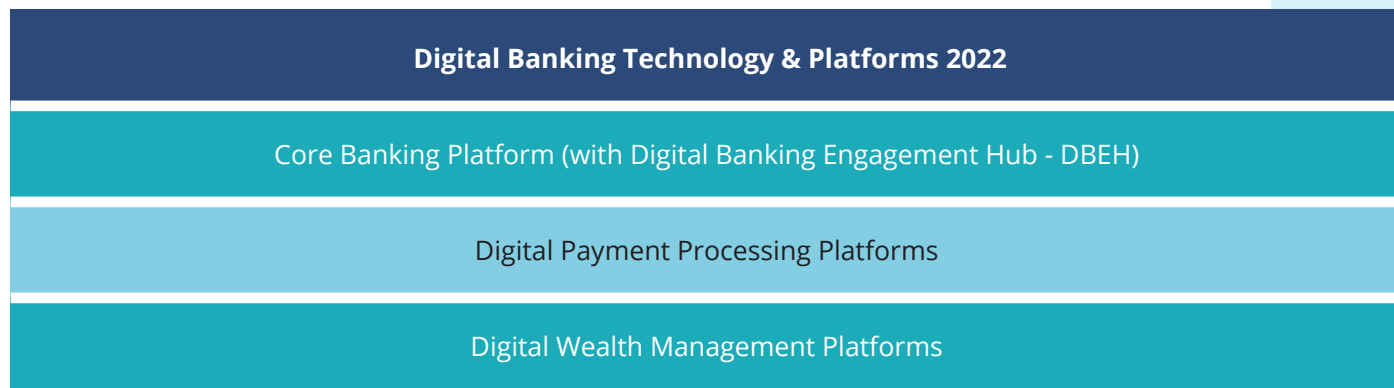 Digital Banking Technology & Platforms 2022
Core Banking Platform (with Digital Banking Engagement Hub - DBEH)
Digital Payment Processing Platforms
Digital Wealth Management Platforms